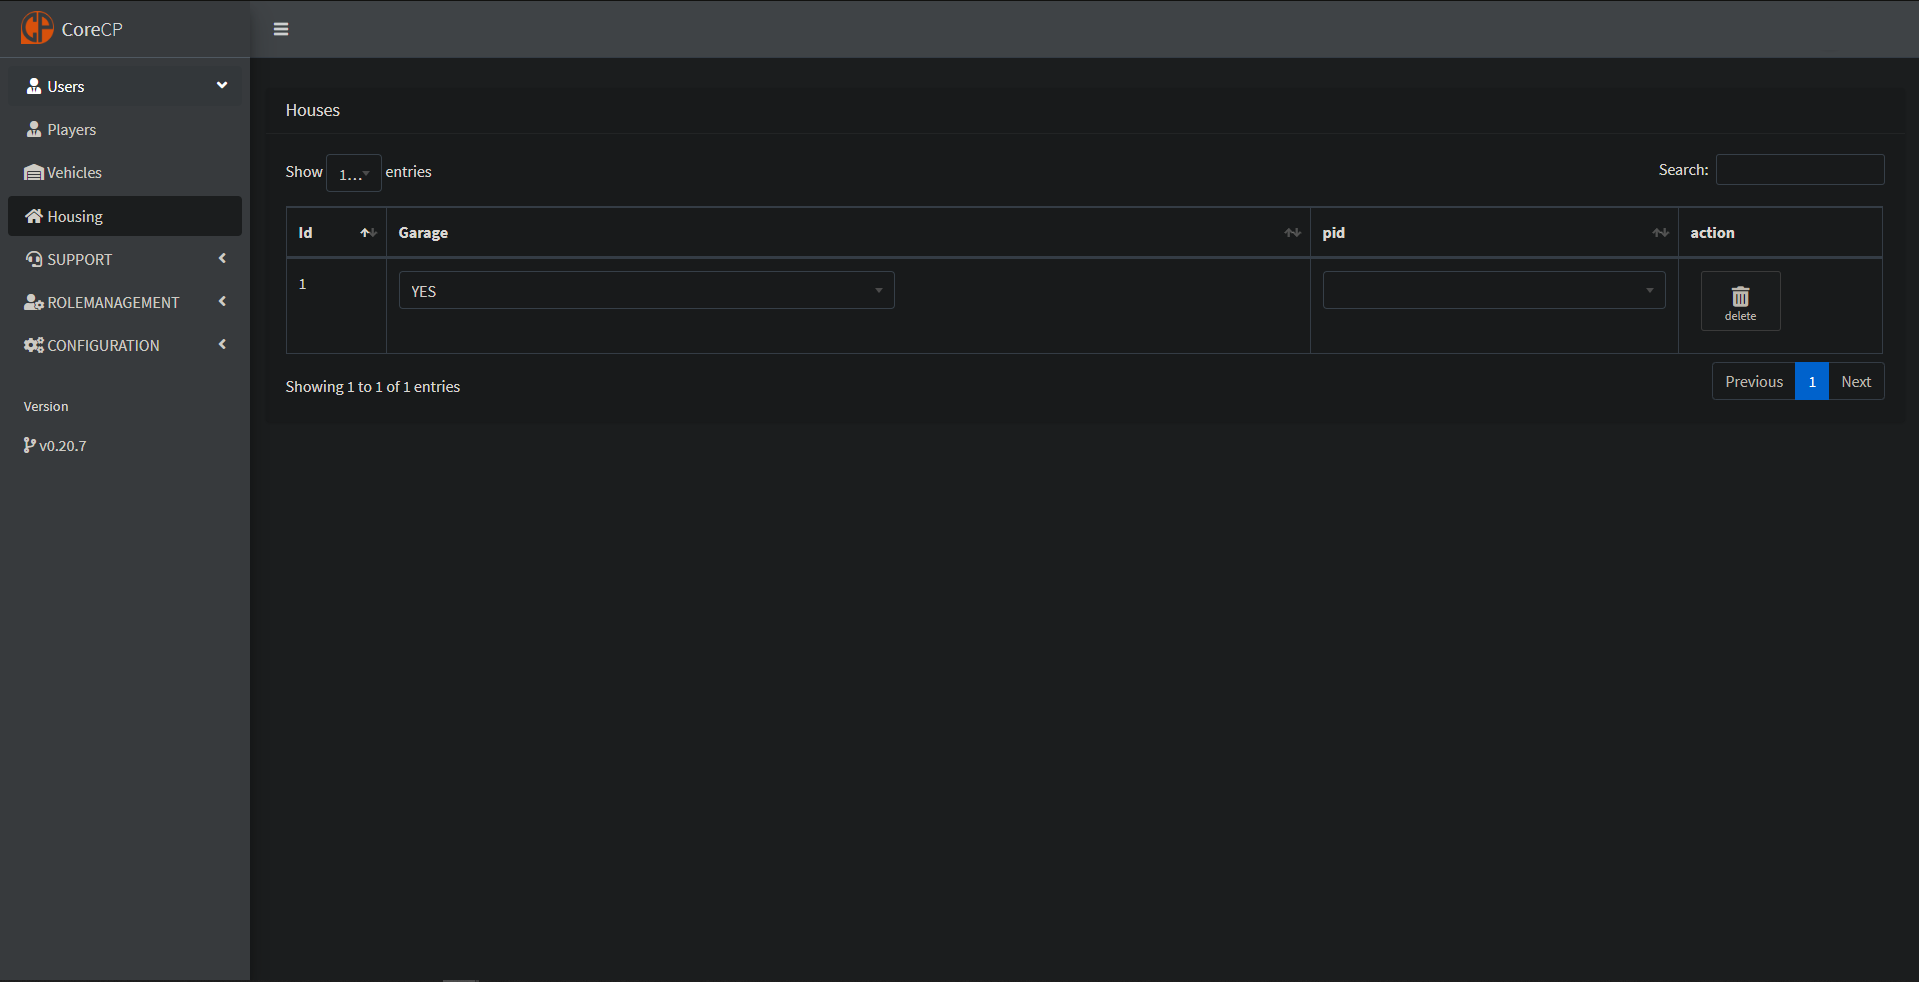 CoreCP
Users
Players
Vehicles
Housing
SUPPORT
ROLEMANAGEMENT
CONFIGURATION
Version
v0.20.7
Houses
Show 1... entries
Search:
Id Garage pid action
1 YES delete
Showing 1 to 1 of 1 entries
Previous 1 Next